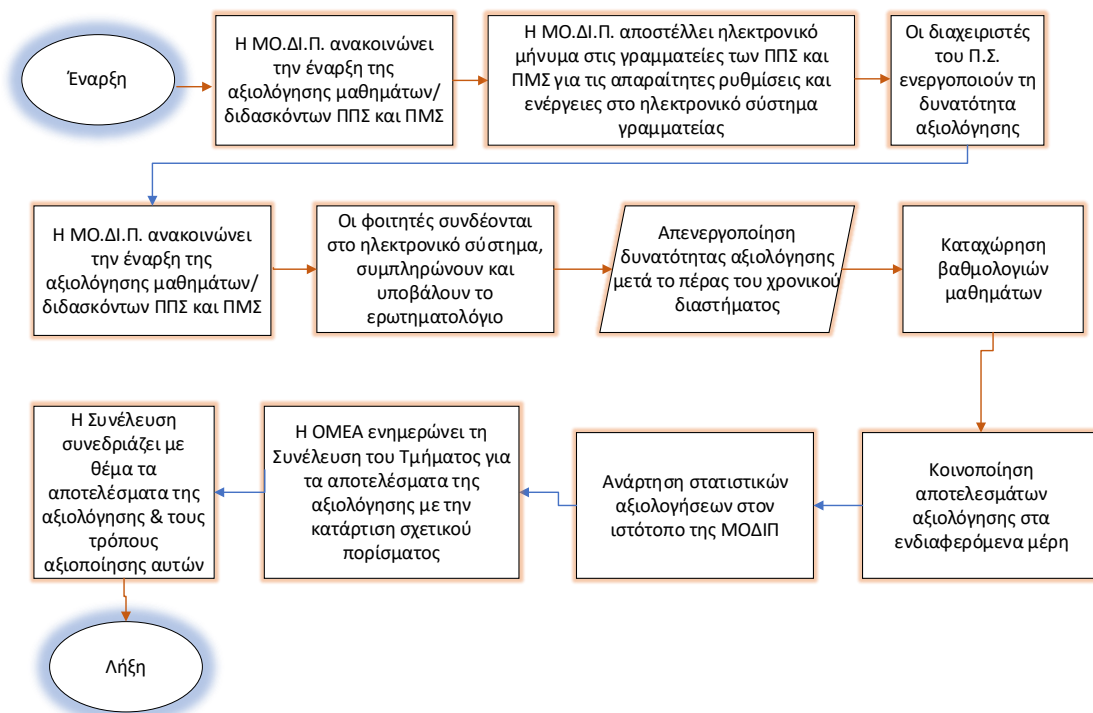 Έναρξη
Η ΜΟ.ΔΙ.Π. ανακοινώνει
την έναρξη της
αξιολόγησης μαθημάτων/
διδασκόντων ΠΠΣ και ΠΜΣ
Η ΜΟ.ΔΙ.Π. αποστέλλει ηλεκτρονικό
μήνυμα στις γραμματείες των ΠΠΣ και
ΠΜΣ για τις απαραίτητες ρυθμίσεις και
ενέργειες στο ηλεκτρονικό σύστημα
γραμματείας
Οι διαχειριστές
του Π.Σ.
ενεργοποιούν τη
δυνατότητα
αξιολόγησης
Η ΜΟ.ΔΙ.Π. ανακοινώνει
την έναρξη της
αξιολόγησης μαθημάτων/
διδασκόντων ΠΠΣ και ΠΜΣ
Οι φοιτητές συνδέονται
στο ηλεκτρονικό σύστημα,
συμπληρώνουν και
υποβάλουν το
ερωτηματολόγιο
Απενεργοποίηση
δυνατότητας αξιολόγησης
μετά το πέρας του χρονικού
διαστήματος
Καταχώρηση
βαθμολογιών
μαθημάτων
Κοινοποίηση
αποτελεσμάτων
αξιολόγησης στα
ενδιαφερόμενα μέρη
Ανάρτηση στατιστικών
αξιολογήσεων στον
ιστότοπο της ΜΟΔΙΠ
Η ΟΜΕΑ ενημερώνει τη
Συνέλευση του Τμήματος για
τα αποτελέσματα της
αξιολόγησης με την
κατάρτιση σχετικού
πορίσματος
Η Συνέλευση
συνεδριάζει με
θέμα τα
αποτελέσματα της
αξιολόγησης & τους
τρόπους
αξιοποίησης αυτών
Λήξη